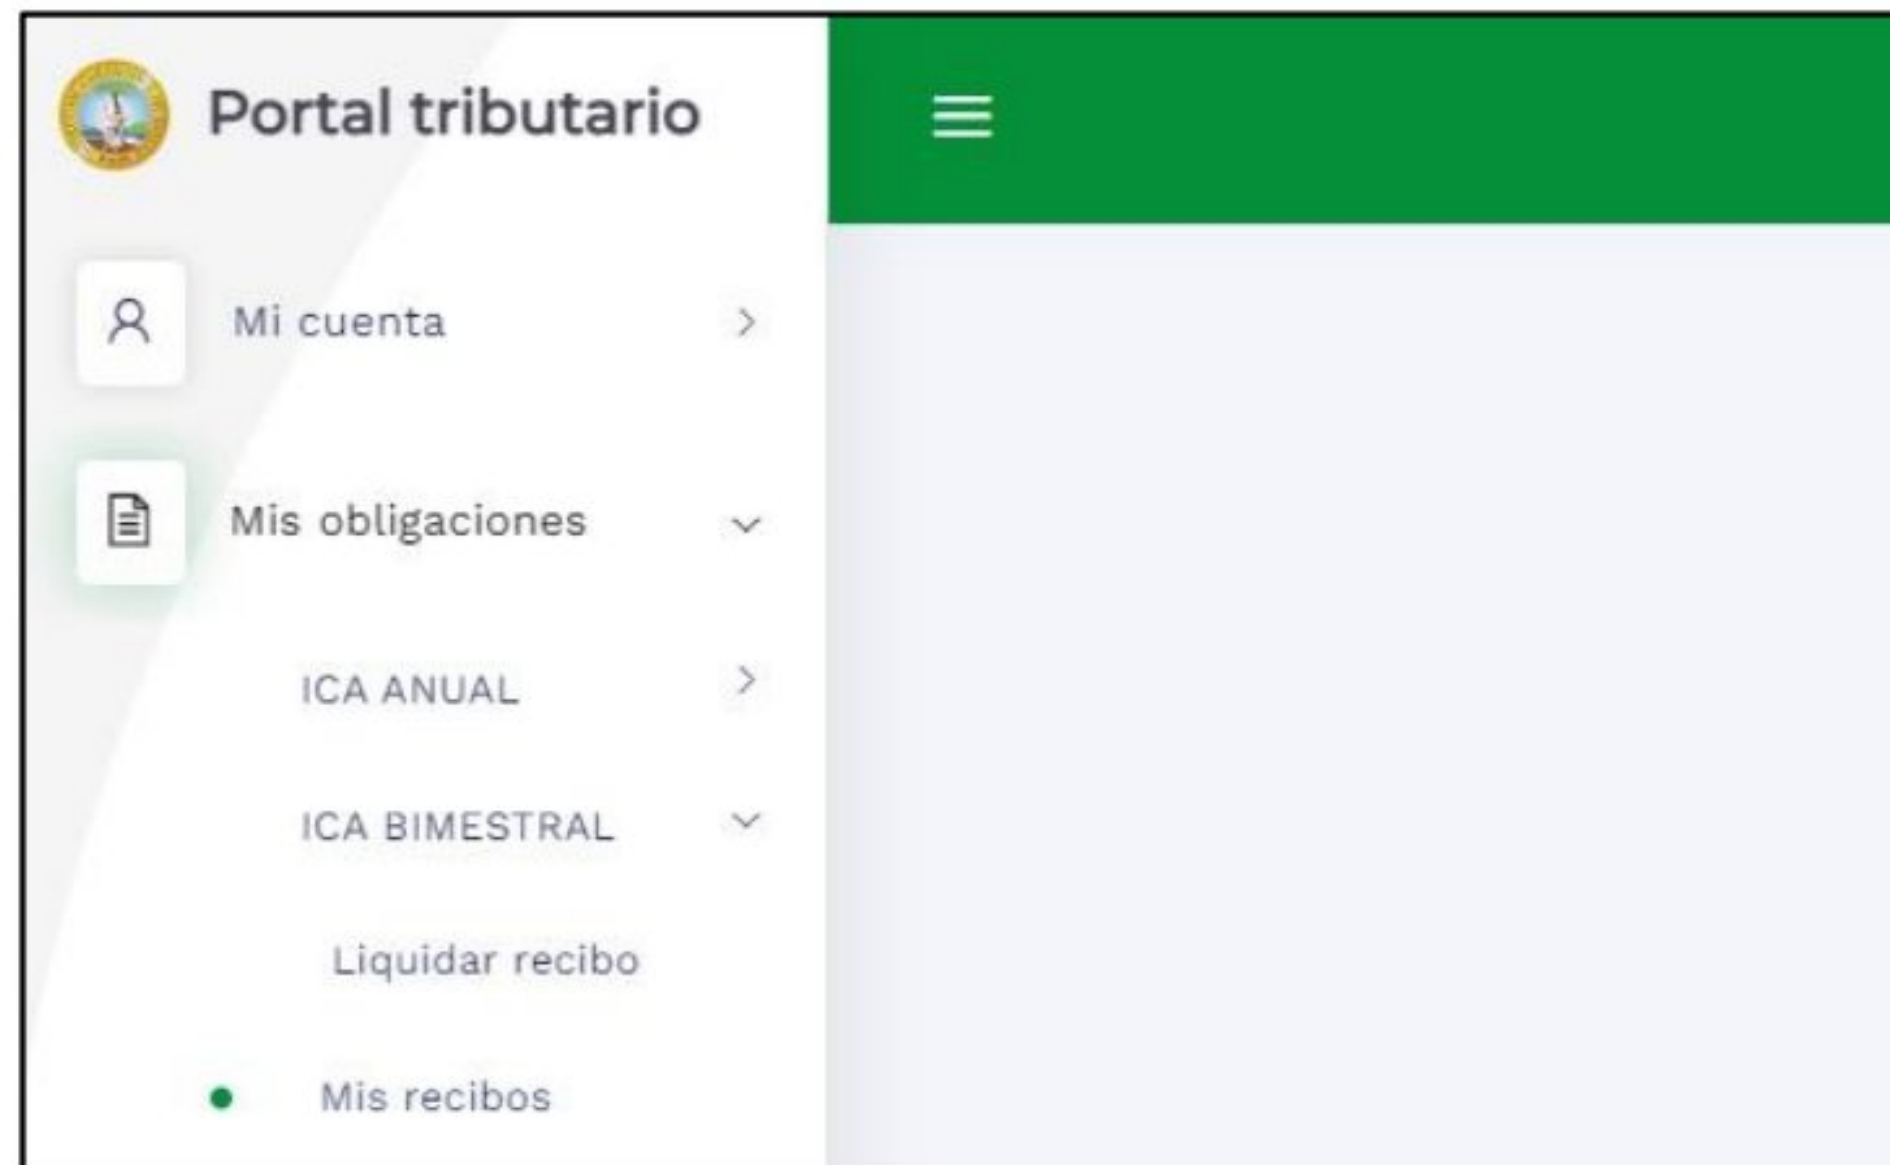 Portal tributario
Mi cuenta
Mis obligaciones
ICA ANUAL
ICA BIMESTRAL
Liquidar recibo
Mis recibos